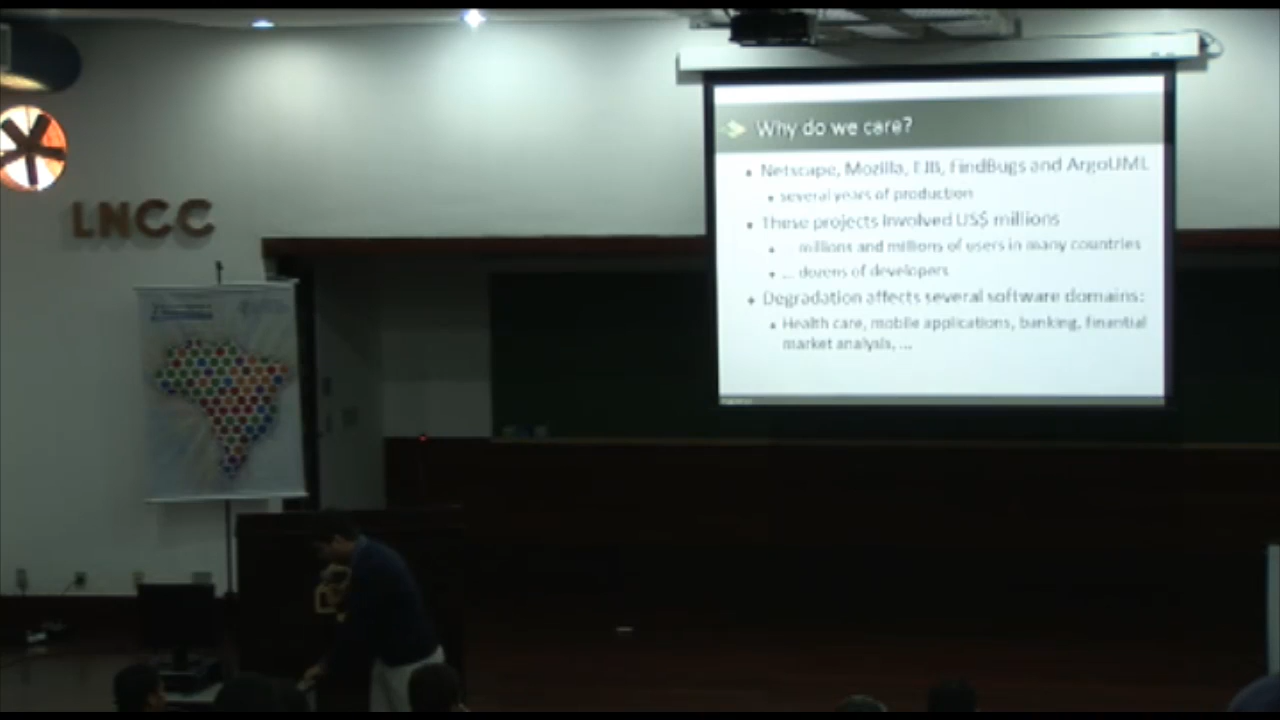 LNCC
Why do we care?
Netscape, Mozilla, EJB, FindBugs and ArgoUML
several years of production
These projects involved US$ millions
millions and millions of users in many countries
... dozens of developers
Degradation affects several software domains:
Health care, mobile applications, banking, financial
market analysis, ...